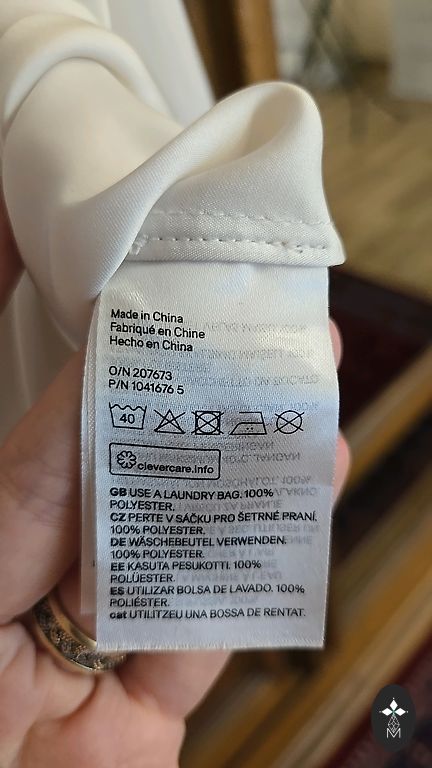 Made in China
Fabriqué en Chine
Hecho en China
O/N 207673
P/N 1041676 5
40
clevercare.info
GB USE A LAUNDRY BAG. 100%
POLYESTER.
CZ PERTE V SÁČKU PRO ŠETRNÉ PRANÍ.
100% POLYESTER.
DE WÄSCHEBEUTEL VERWENDEN.
100% POLYESTER.
EE KASUTA PESUKOTTI. 100%
POLÜESTER.
ES UTILIZAR BOLSA DE LAVADO. 100%
POLIÉSTER.
cat UTILITZEU UNA BOSSA DE RENTAT.
M